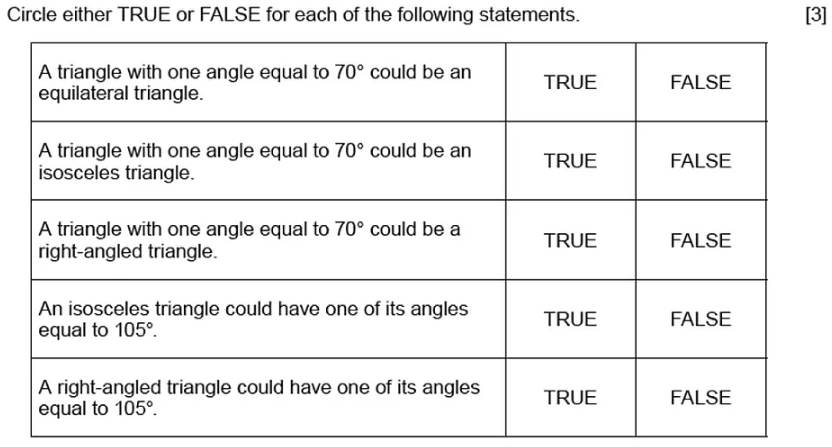 Circle either TRUE or FALSE for each of the following statements. [3]
A triangle with one angle equal to 70° could be an
equilateral triangle.
TRUE
FALSE
A triangle with one angle equal to 70° could be an
isosceles triangle.
TRUE
FALSE
A triangle with one angle equal to 70° could be a
right-angled triangle.
TRUE
FALSE
An isosceles triangle could have one of its angles
equal to 105°.
TRUE
FALSE
A right-angled triangle could have one of its angles
equal to 105°.
TRUE
FALSE